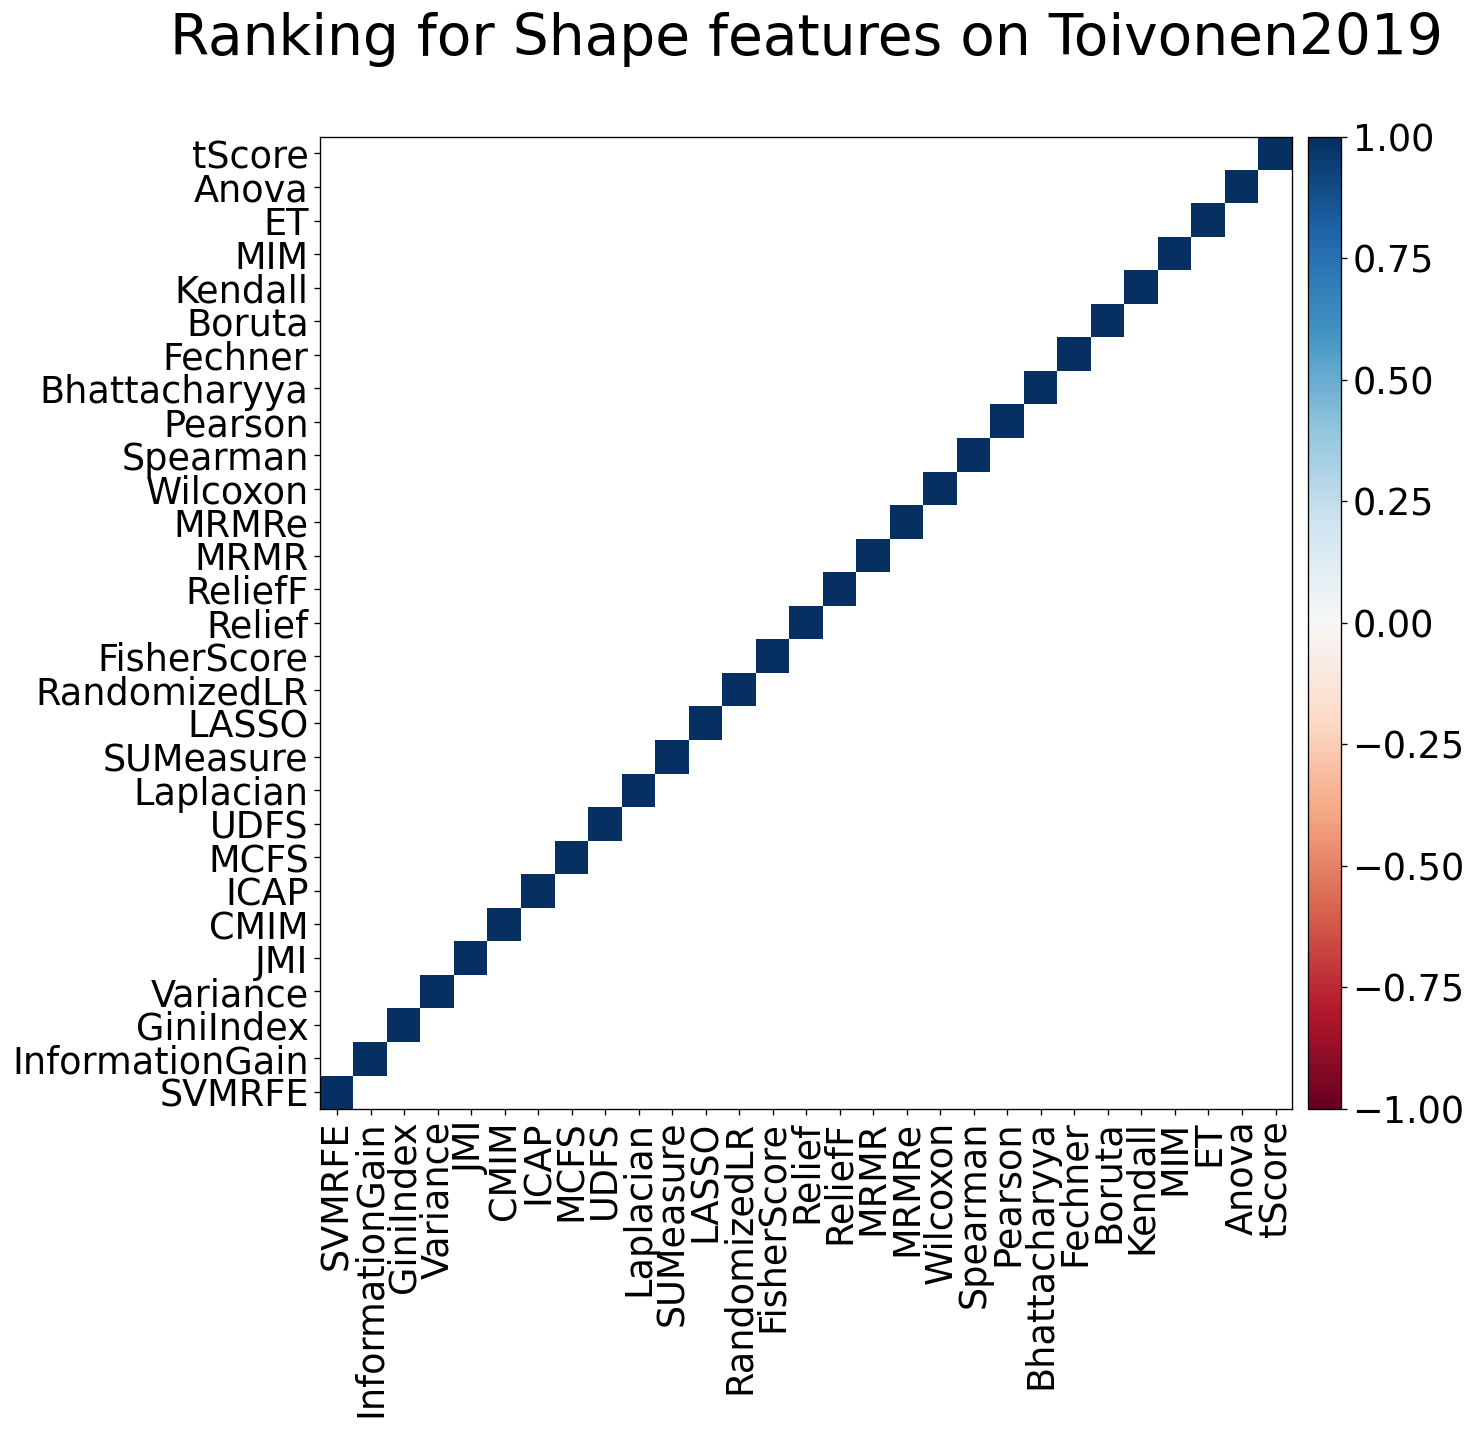 Ranking for Shape features on Toivonen2019
tScore
Anova
ET
MIM
Kendall
Boruta
Fechner
Bhattacharyya
Pearson
Spearman
Wilcoxon
MRMRe
MRMR
ReliefF
Relief
FisherScore
RandomizedLR
LASSO
SUMeasure
Laplacian
UDFS
MCFS
ICAP
CMIM
JMI
Variance
GiniIndex
InformationGain
SVMRFE
SVMRFE
InformationGain
GiniIndex
Variance
JMI
CMIM
ICAP
MCFS
UDFS
Laplacian
SUMeasure
LASSO
RandomizedLR
FisherScore
Relief
ReliefF
MRMR
MRMRe
Wilcoxon
Spearman
Pearson
Bhattacharyya
Fechner
Boruta
Kendall
MIM
ET
Anova
tScore
1.00
0.75
0.50
0.25
0.00
−0.25
−0.50
−0.75
−1.00